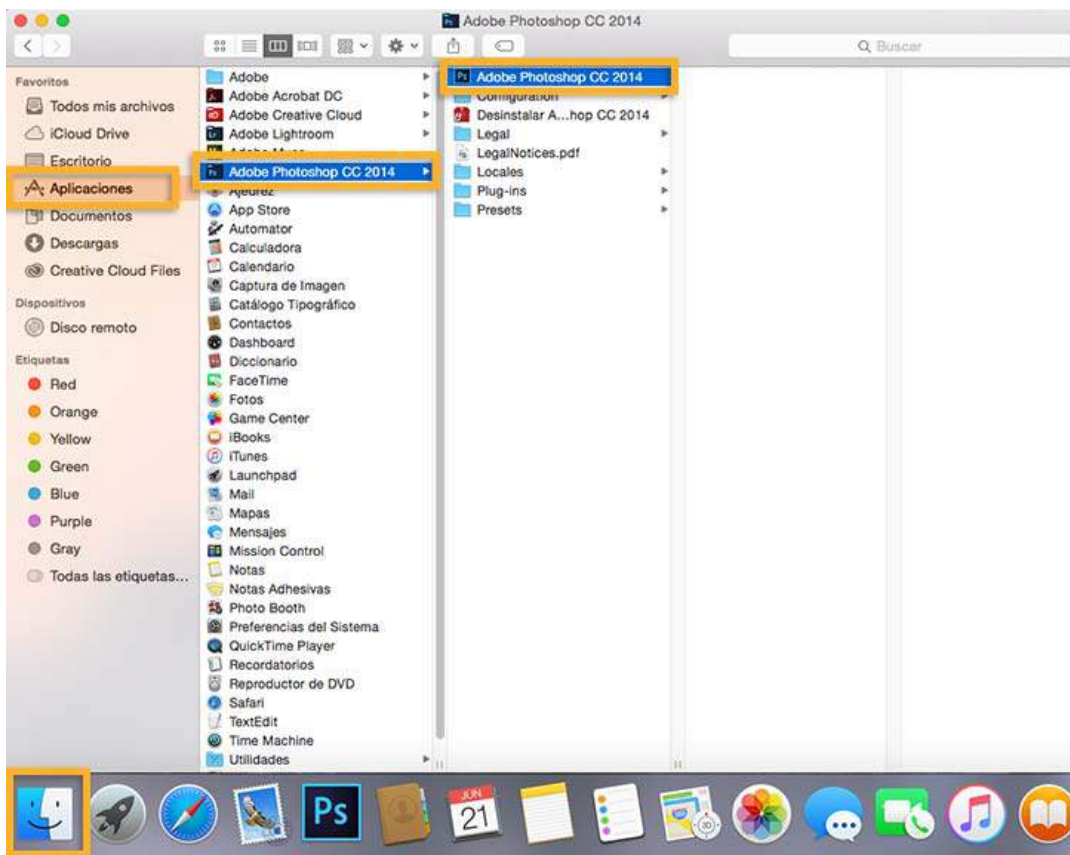 Adobe Photoshop CC 2014
Buscar
Favoritos
Todos mis archivos
iCloud Drive
Escritorio
Aplicaciones
Documentos
Descargas
Creative Cloud Files
Dispositivos
Disco remoto
Etiquetas
Red
Orange
Yellow
Green
Blue
Purple
Gray
Todas las etiquetas...
Adobe
Adobe Acrobat DC
Adobe Creative Cloud
Adobe Lightroom
Adobe Muse
Adobe Photoshop CC 2014
Ajedrez
App Store
Automator
Calculadora
Calendario
Captura de Imagen
Catálogo Tipográfico
Contactos
Dashboard
Diccionario
FaceTime
Fotos
Game Center
iBooks
iTunes
Launchpad
Mail
Mapas
Mensajes
Mission Control
Notas
Notas Adhesivas
Photo Booth
Preferencias del Sistema
QuickTime Player
Recordatorios
Reproductor de DVD
Safari
TextEdit
Time Machine
Utilidades
Adobe Photoshop CC 2014
Configuration
Desinstalar A...hop CC 2014
Legal
LegalNotices.pdf
Locales
Plug-ins
Presets
Ps
JUN
21